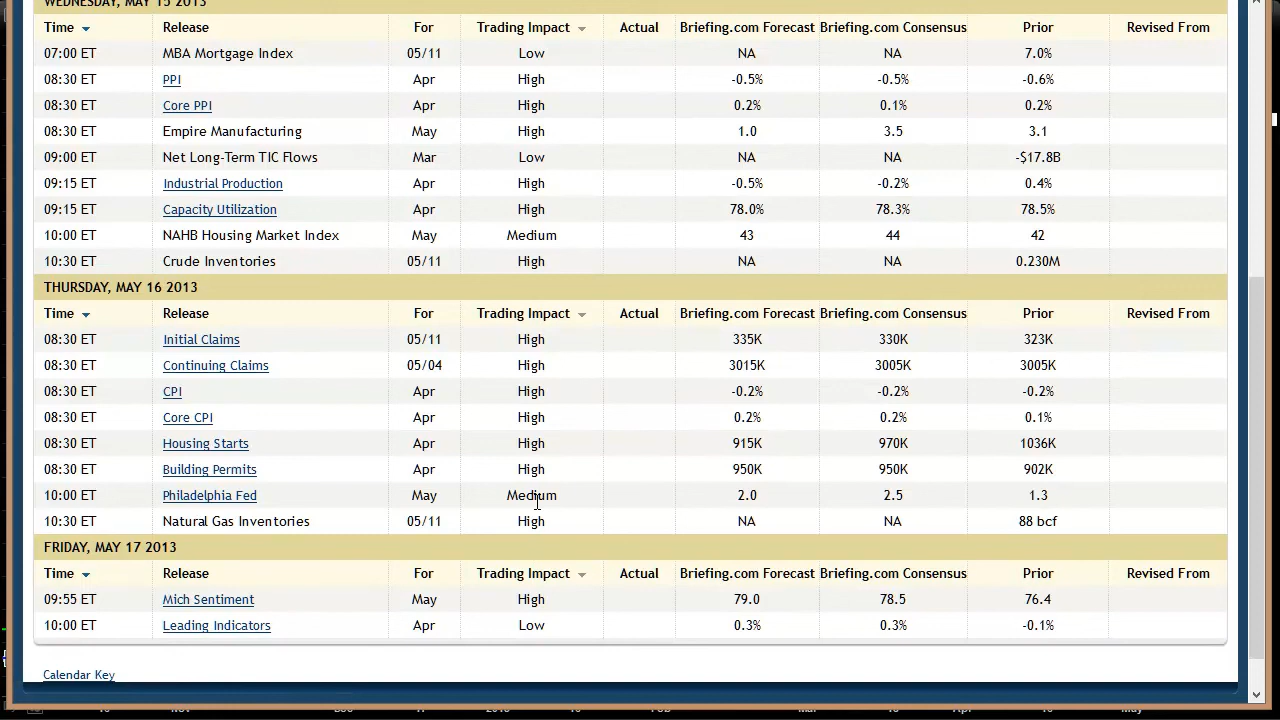 WEDNESDAY, MAY 15 2013
Time Release For Trading Impact Actual Briefing.com Forecast Briefing.com Consensus Prior Revised From
07:00 ET MBA Mortgage Index 05/11 Low NA NA 7.0%
08:30 ET PPI Apr High -0.5% -0.5% -0.6%
08:30 ET Core PPI Apr High 0.2% 0.1% 0.2%
08:30 ET Empire Manufacturing May High 1.0 3.5 3.1
09:00 ET Net Long-Term TIC Flows Mar Low NA NA -$17.8B
09:15 ET Industrial Production Apr High -0.5% -0.2% 0.4%
09:15 ET Capacity Utilization Apr High 78.0% 78.3% 78.5%
10:00 ET NAHB Housing Market Index May Medium 43 44 42
10:30 ET Crude Inventories 05/11 High NA NA 0.230M
THURSDAY, MAY 16 2013
Time Release For Trading Impact Actual Briefing.com Forecast Briefing.com Consensus Prior Revised From
08:30 ET Initial Claims 05/11 High 335K 330K 323K
08:30 ET Continuing Claims 05/04 High 3015K 3005K 3005K
08:30 ET CPI Apr High -0.2% -0.2% -0.2%
08:30 ET Core CPI Apr High 0.2% 0.2% 0.1%
08:30 ET Housing Starts Apr High 915K 970K 1036K
08:30 ET Building Permits Apr High 950K 950K 902K
10:00 ET Philadelphia Fed May Medium 2.0 2.5 1.3
10:30 ET Natural Gas Inventories 05/11 High NA NA 88 bcf
FRIDAY, MAY 17 2013
Time Release For Trading Impact Actual Briefing.com Forecast Briefing.com Consensus Prior Revised From
09:55 ET Mich Sentiment May High 79.0 78.5 76.4
10:00 ET Leading Indicators Apr Low 0.3% 0.3% -0.1%
Calendar Key